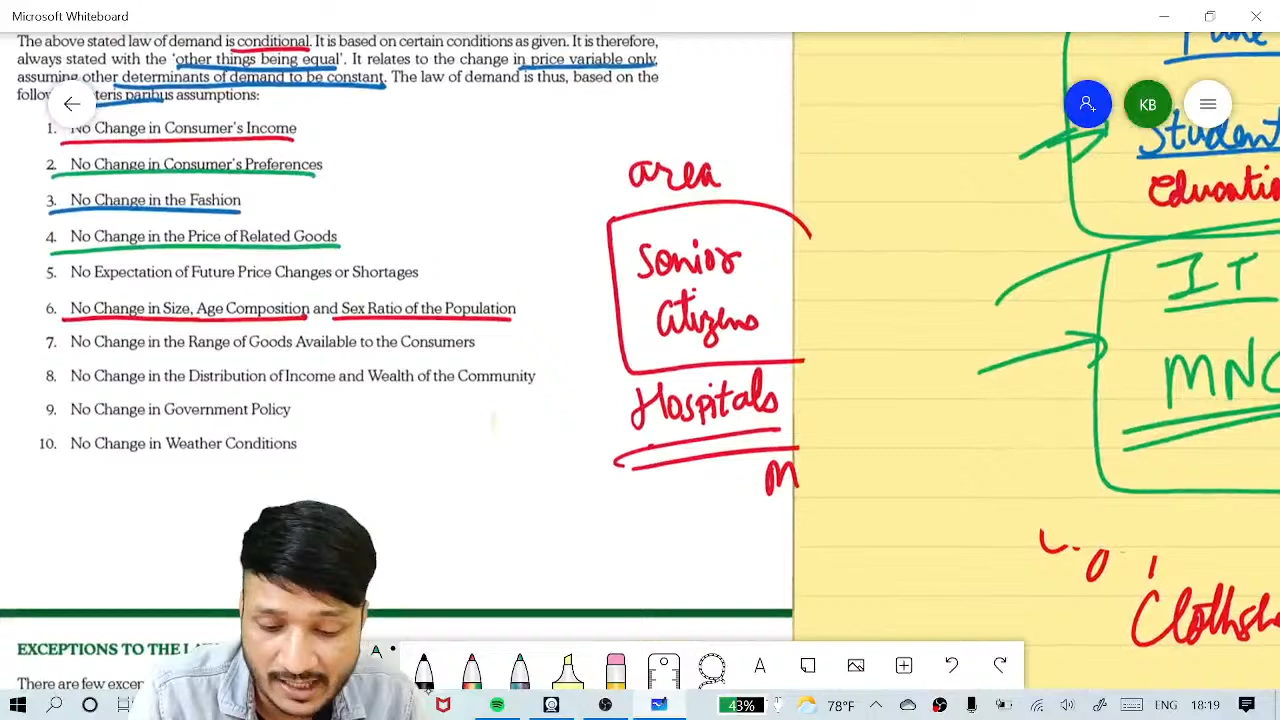 Microsoft Whiteboard
The above stated law of demand is conditional. It is based on certain conditions as given. It is therefore,
always stated with the 'other things being equal'. It relates to the change in price variable only,
assuming other determinants of demand to be constant. The law of demand is thus, based on the
teris paribus assumptions:
1. No Change in Consumer's Income
2. No Change in Consumer's Preferences
3. No Change in the Fashion
4. No Change in the Price of Related Goods
5. No Expectation of Future Price Changes or Shortages
6. No Change in Size, Age Composition and Sex Ratio of the Population
7. No Change in the Range of Goods Available to the Consumers
8. No Change in the Distribution of Income and Wealth of the Community
9. No Change in Government Policy
10. No Change in Weather Conditions
EXCEPTIONS TO THE
There are few
area
Senior
Citizens
Hospitals
M
KB
Student
Educatio
IT
MNC
Clothsh
A
43%
78°F
ENG
18:19